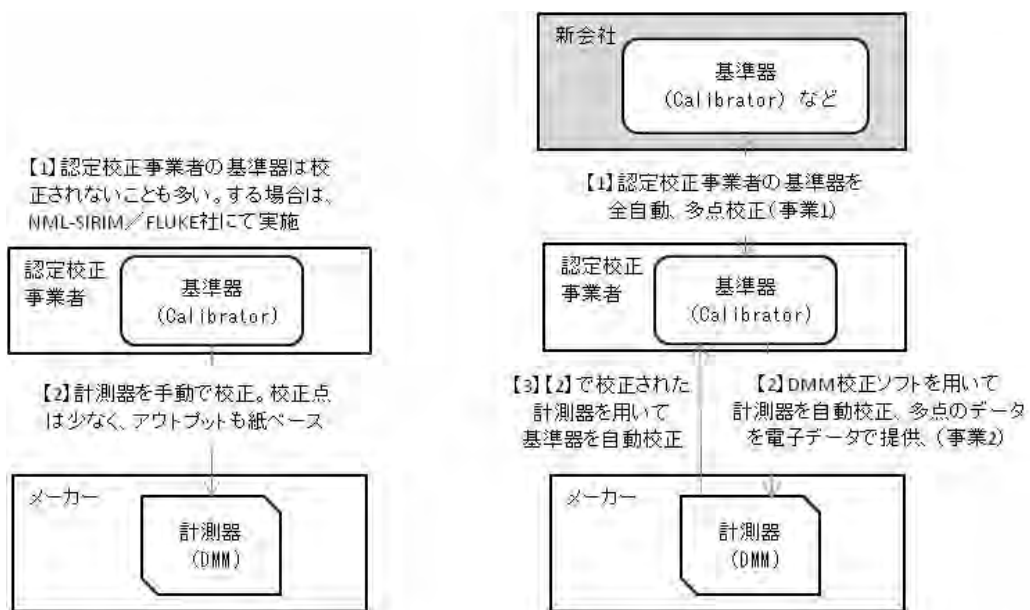 【1】認定校正事業者の基準器は校
正されないことも多い。する場合は、
NML-SIRIM／FLUKE社にて実施
認定校正
事業者
基準器
(Calibrator)
【2】計測器を手動で校正。校正点
は少なく、アウトプットも紙ベース
メーカー
計測器
(DMM)
新会社
基準器
(Calibrator) など
【1】認定校正事業者の基準器を
全自動、多点校正(事業1)
認定校正
事業者
基準器
(Calibrator)
【3】【2】で校正された
計測器を用いて
基準器を自動校正
【2】DMM校正ソフトを用いて
計測器を自動校正、多点のデータ
を電子データで提供、(事業2)
メーカー
計測器
(DMM)